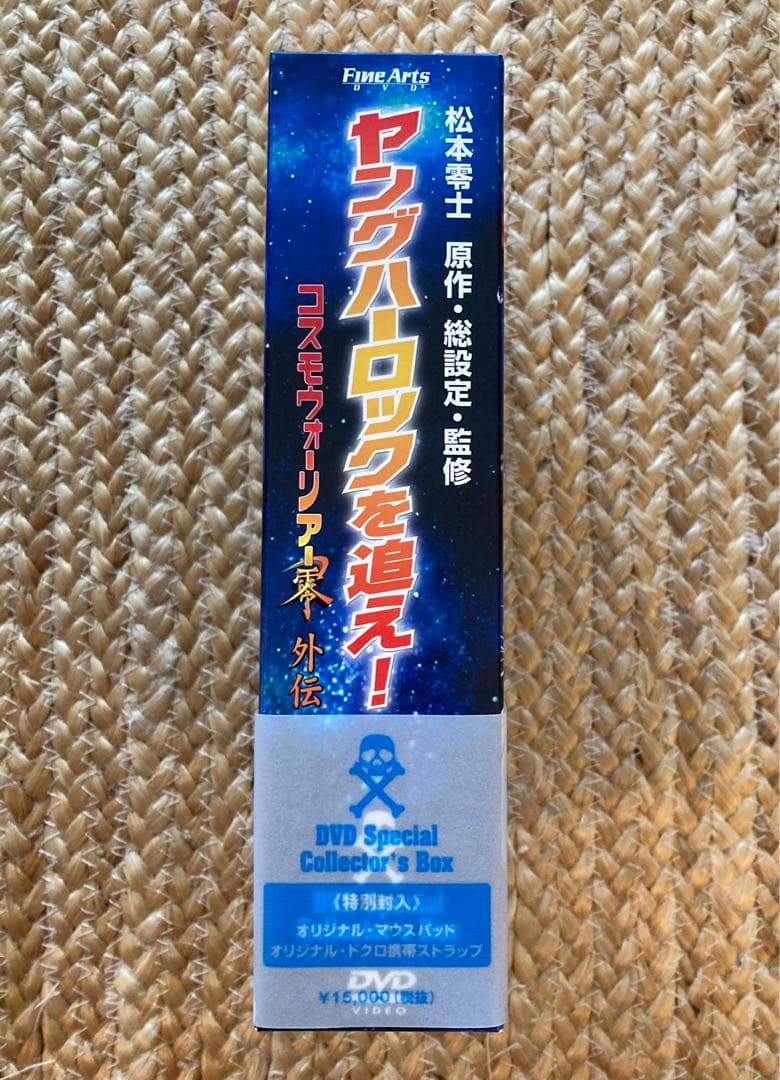 Fine Arts
DVD
松本零士 原作・総設定・監修
ヤングハーロックを追え!
コスモウォーリアー零 外伝
DVD Special
Collector's Box
《特別封入》
オリジナル・マウスパッド
オリジナル・ドクロ携帯ストラップ
DVD
VIDEO
¥15,000(税抜)